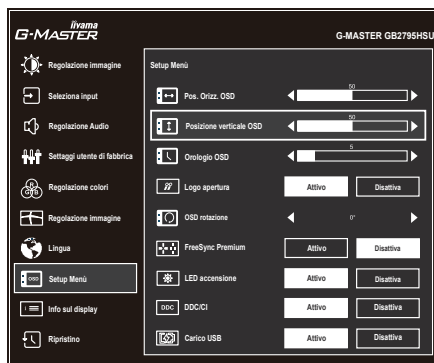 iiyama
G-MASTER
G-MASTER GB2795HSU
Regolazione immagine
Seleziona input
Regolazione Audio
Settaggi utente di fabbrica
Regolazione colori
Regolazione immagine
Lingua
OSD Setup Menù
Info sul display
Ripristino
Setup Menù
Pos. Orizz. OSD 50
Posizione verticale OSD 50
Orologio OSD 5
Logo apertura Attivo Disattiva
OSD rotazione 0°
FreeSync Premium Attivo Disattiva
LED accensione Attivo Disattiva
DDC DDC/CI Attivo Disattiva
Carico USB Attivo Disattiva